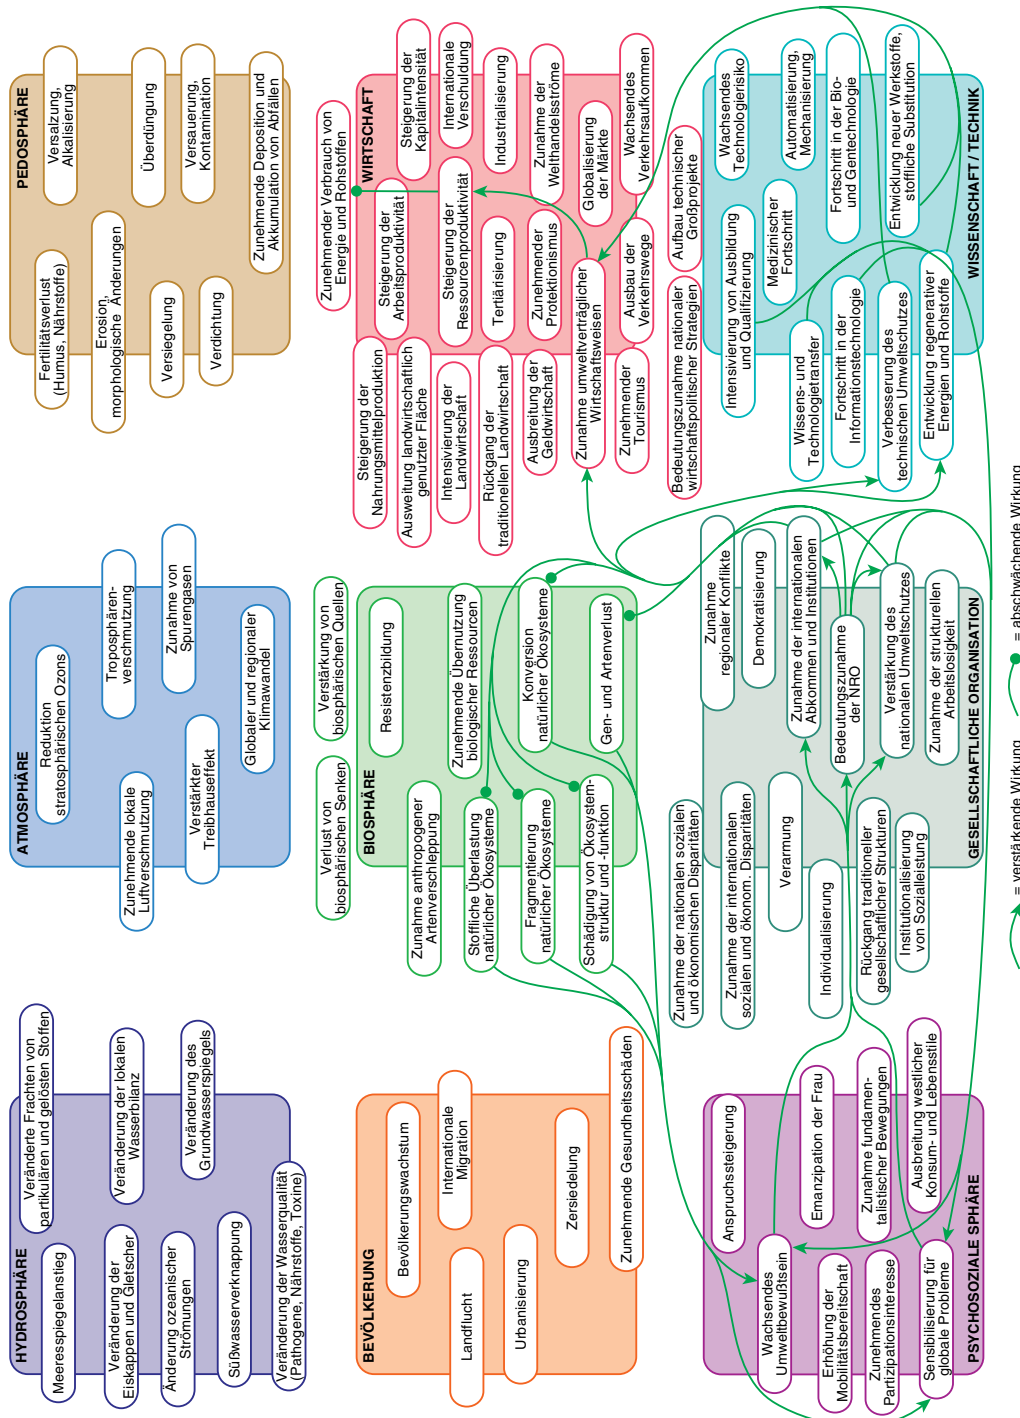 HYDROSPHÄRE
Veränderte Frachten von
partikulären und gelösten Stoffen
Meeresspiegelanstieg
Veränderung der lokalen
Wasserbilanz
Veränderung der
Eiskappen und Gletscher
Veränderung des
Grundwasserspiegels
Änderung ozeanischer
Strömungen
Süßwasserverknappung
Veränderung der Wasserqualität
(Pathogene, Nährstoffe, Toxine)
ATMOSPHÄRE
Reduktion
stratosphärischen Ozons
Troposphären-
verschmutzung
Zunehmende lokale
Luftverschmutzung
Zunahme von
Spurengasen
Verstärkter
Treibhauseffekt
Globaler und regionaler
Klimawandel
PEDOSPHÄRE
Versalzung,
Alkalisierung
Fertilitätsverlust
(Humus, Nährstoffe)
Überdüngung
Erosion,
morphologische Änderungen
Versauerung,
Kontamination
Versiegelung
Verdichtung
Zunehmende Deposition und
Akkumulation von Abfällen
BEVÖLKERUNG
Bevölkerungswachstum
Internationale
Migration
Landflucht
Urbanisierung
Zersiedelung
Zunehmende Gesundheitsschäden
BIOSPHÄRE
Verlust von
biosphärischen Senken
Verstärkung von
biosphärischen Quellen
Resistenzbildung
Zunahme anthropogener
Artenverschleppung
Zunehmende Übernutzung
biologischer Ressourcen
Stoffliche Überlastung
natürlicher Ökosysteme
Konversion
natürlicher Ökosysteme
Fragmentierung
natürlicher Ökosysteme
Gen- und Artenverlust
Schädigung von Ökosystem-
struktur und -funktion
WIRTSCHAFT
Zunehmender Verbrauch von
Energie und Rohstoffen
Steigerung der
Nahrungsmittelproduktion
Steigerung der
Arbeitsproduktivität
Steigerung der
Kapitalintensität
Ausweitung landwirtschaftlich
genutzter Fläche
Internationale
Verschuldung
Intensivierung der
Landwirtschaft
Steigerung der
Ressourcenproduktivität
Industrialisierung
Rückgang der
traditionellen Landwirtschaft
Tertiärisierung
Zunahme der
Welthandelsströme
Ausbreitung der
Geldwirtschaft
Zunehmender
Protektionismus
Globalisierung
der Märkte
Zunahme umweltverträglicher
Wirtschaftsweisen
Wachsendes
Verkehrsaufkommen
Zunehmender
Tourismus
Ausbau der
Verkehrswege
Bedeutungszunahme nationaler
wirtschaftspolitischer Strategien
Aufbau technischer
Großprojekte
PSYCHOSOZIALE SPHÄRE
Anspruchssteigerung
Wachsendes
Umweltbewußtsein
Emanzipation der Frau
Erhöhung der
Mobilitätsbereitschaft
Zunahme fundamen-
talistischer Bewegungen
Zunehmendes
Partizipationsinteresse
Ausbreitung westlicher
Konsum- und Lebensstile
Sensibilisierung für
globale Probleme
GESELLSCHAFTLICHE ORGANISATION
Zunahme der nationalen sozialen
und ökonomischen Disparitäten
Zunahme
regionaler Konflikte
Zunahme der internationalen
sozialen und ökonom. Disparitäten
Demokratisierung
Verarmung
Zunahme der internationalen
Abkommen und Institutionen
Individualisierung
Bedeutungszunahme
der NRO
Rückgang traditioneller
gesellschaftlicher Strukturen
Verstärkung des
nationalen Umweltschutzes
Institutionalisierung
von Sozialleistung
Zunahme der strukturellen
Arbeitslosigkeit
WISSENSCHAFT / TECHNIK
Wachsendes
Technologierisiko
Intensivierung von Ausbildung
und Qualifizierung
Medizinischer
Fortschritt
Automatisierung,
Mechanisierung
Wissens- und
Technologietransfer
Fortschritt in der Bio-
und Gentechnologie
Fortschritt in der
Informationstechnologie
Verbesserung des
technischen Umweltschutzes
Entwicklung neuer Werkstoffe,
stoffliche Substitution
Entwicklung regenerativer
Energien und Rohstoffe
= verstärkende Wirkung
= abschwächende Wirkung